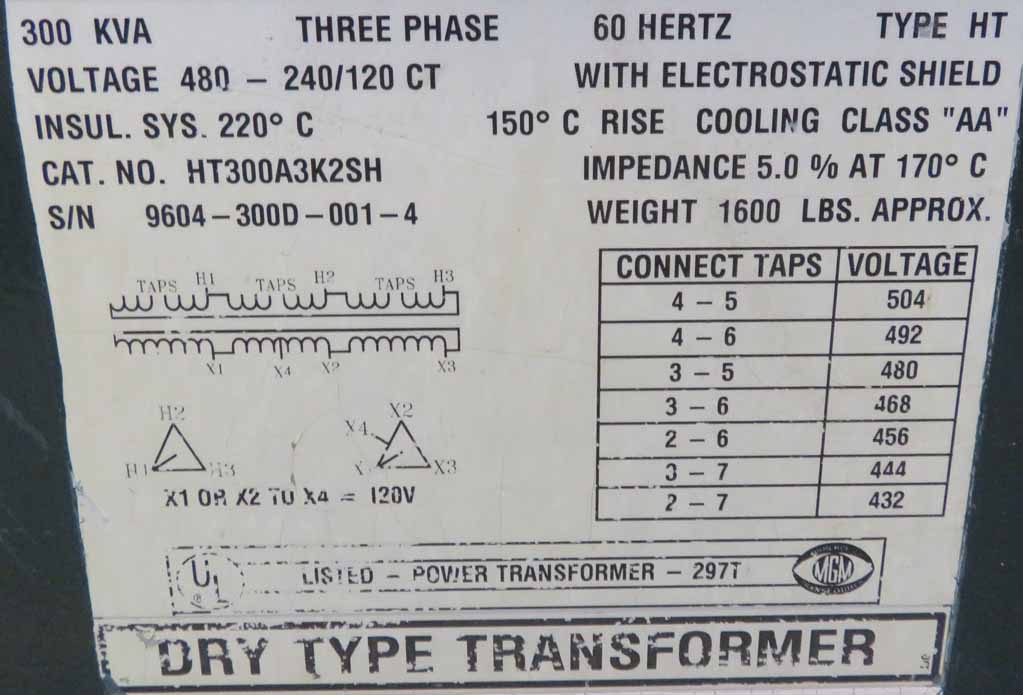 300 KVA THREE PHASE 60 HERTZ TYPE HT
VOLTAGE 480 – 240/120 CT WITH ELECTROSTATIC SHIELD
INSUL. SYS. 220° C 150° C RISE COOLING CLASS "AA"
CAT. NO. HT300A3K2SH IMPEDANCE 5.0 % AT 170° C
S/N 9604–300D–001–4 WEIGHT 1600 LBS. APPROX.
TAPS H1 TAPS H2 TAPS H3
X1 X4 X2 X3
H2
H1 H3
X2
X4
X3
X1 OR X2 TO X4 = 120V
CONNECT TAPS VOLTAGE
4 – 5 504
4 – 6 492
3 – 5 480
3 – 6 468
2 – 6 456
3 – 7 444
2 – 7 432
UL ® LISTED – POWER TRANSFORMER – 297T MGM
DRY TYPE TRANSFORMER